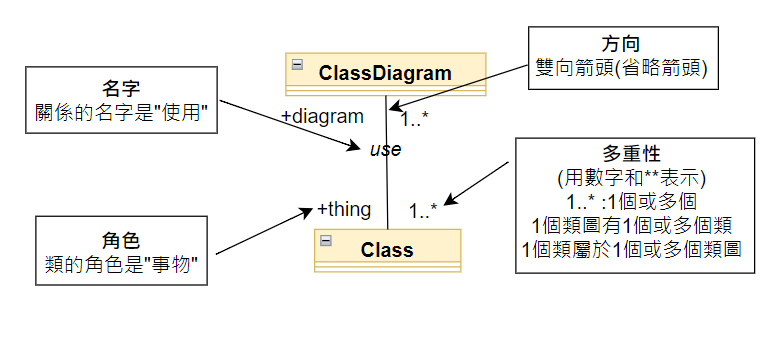 方向
雙向箭頭(省略箭頭)
ClassDiagram
名字
關係的名字是"使用"
+diagram
1..*
use
多重性
(用數字和**表示)
1..* :1個或多個
1個類圖有1個或多個類
1個類屬於1個或多個類圖
+thing
1..*
角色
類的角色是"事物"
Class